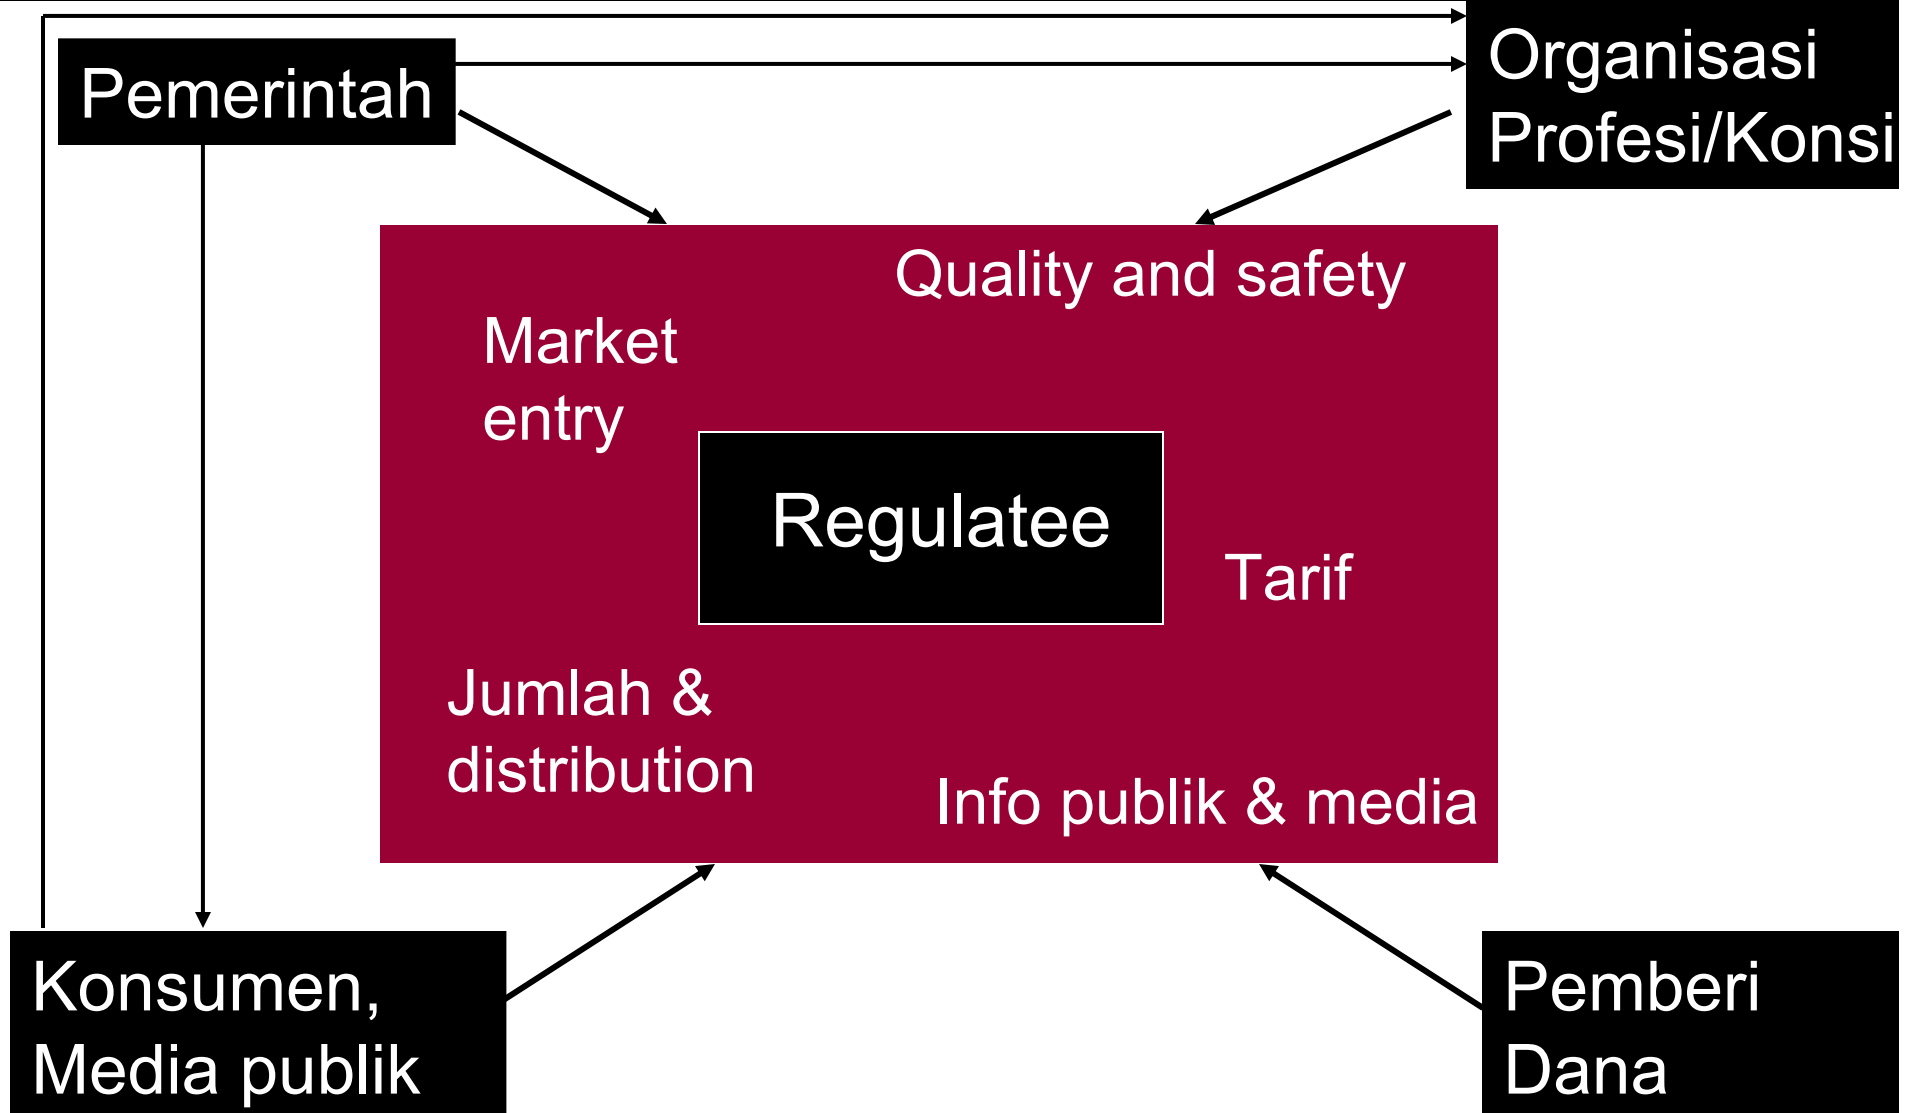 Pemerintah
Organisasi
Profesi/Konsi
Quality and safety
Market
entry
Regulatee
Tarif
Jumlah &
distribution
Info publik & media
Konsumen,
Media publik
Pemberi
Dana